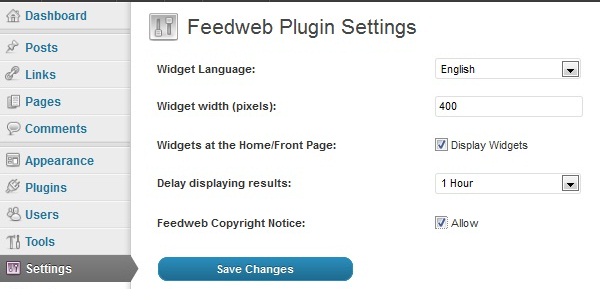 Dashboard
Posts
Links
Pages
Comments
Appearance
Plugins
Users
Tools
Settings
Feedweb Plugin Settings
Widget Language: English
Widget width (pixels): 400
Widgets at the Home/Front Page: Display Widgets
Delay displaying results: 1 Hour
Feedweb Copyright Notice: Allow
Save Changes